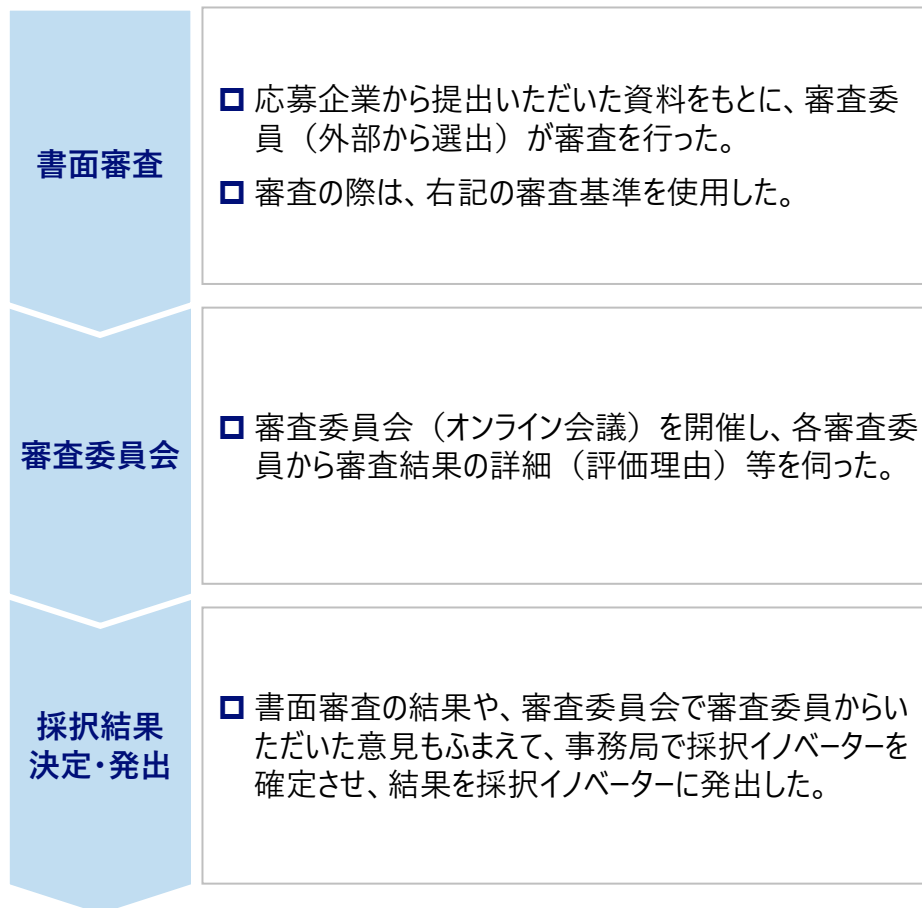 書面審査
応募企業から提出いただいた資料をもとに、審査委
員（外部から選出）が審査を行った。
審査の際は、右記の審査基準を使用した。
審査委員会
審査委員会（オンライン会議）を開催し、各審査委
員から審査結果の詳細（評価理由）等を伺った。
採択結果
決定・発出
書面審査の結果や、審査委員会で審査委員からい
ただいた意見もふまえて、事務局で採択イノベーターを
確定させ、結果を採択イノベーターに発出した。